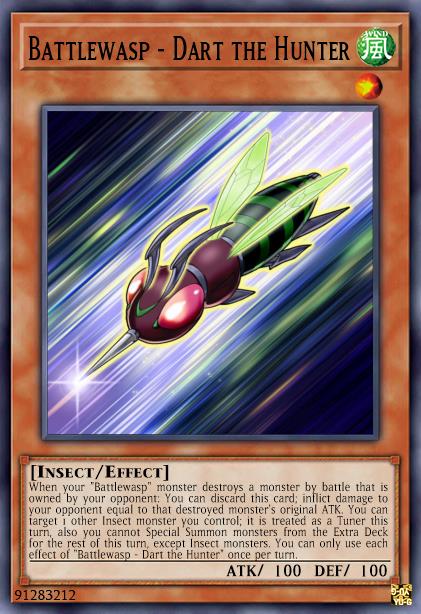 BATTLEWASP - DART THE HUNTER
WIND
風
[INSECT/EFFECT]
When your "Battlewasp" monster destroys a monster by battle that is
owned by your opponent: You can discard this card; inflict damage to
your opponent equal to that destroyed monster's original ATK. You can
target 1 other Insect monster you control; it is treated as a Tuner this
turn, also you cannot Special Summon monsters from the Extra Deck
for the rest of this turn, except Insect monsters. You can only use each
effect of "Battlewasp - Dart the Hunter" once per turn.
ATK/ 100 DEF/ 100
91283212